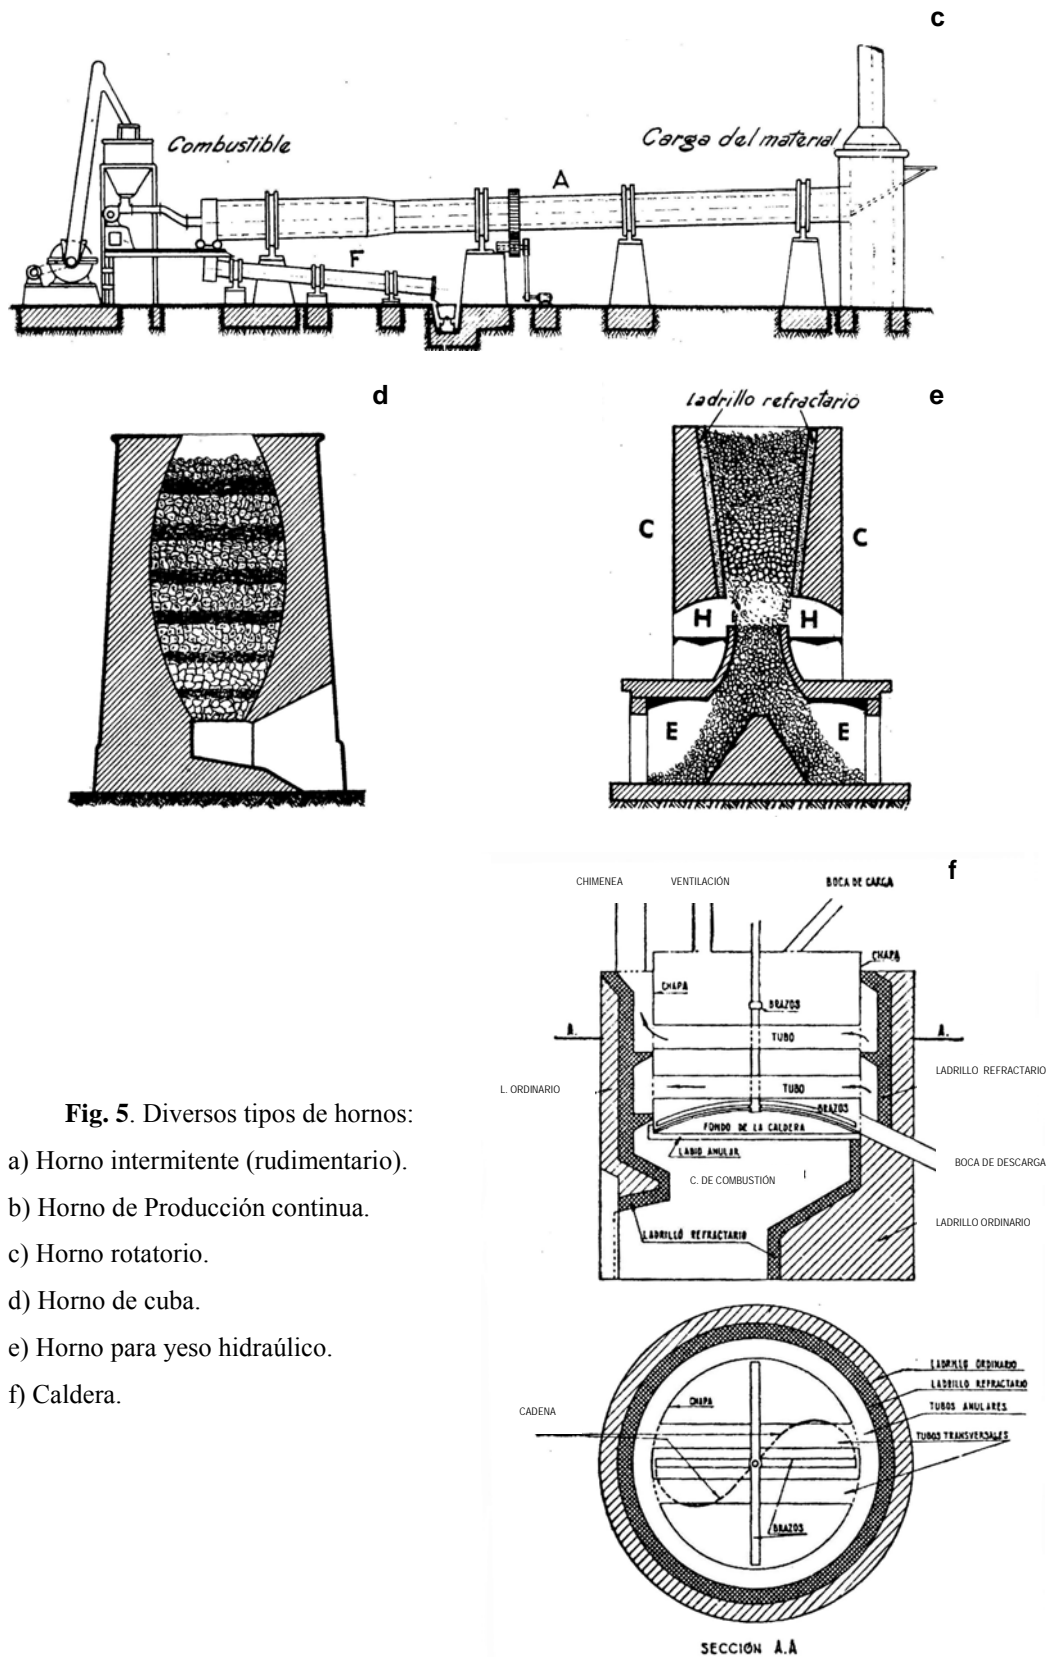 c
Combustible
Carga del material
A
F
d
e
Ladrillo refractario
C
C
H
H
E
E
f
CHIMENEA
VENTILACIÓN
BOCA DE CARGA
CHAPA
CHAPA
BRAZOS
A.
A.
TUBO
LADRILLO REFRACTARIO
L. ORDINARIO
TUBO
BRAZOS
FONDO DE LA CALDERA
LABIO ANULAR
BOCA DE DESCARGA
C. DE COMBUSTIÓN
LADRILLO REFRACTARIO
LADRILLO ORDINARIO
Fig. 5. Diversos tipos de hornos:
a) Horno intermitente (rudimentario).
b) Horno de Producción continua.
c) Horno rotatorio.
d) Horno de cuba.
e) Horno para yeso hidraúlico.
f) Caldera.
LADRILLO ORDINARIO
LADRILLO REFRACTARIO
CHAPA
TUBOS ANULARES
CADENA
TUBOS TRANSVERSALES
BRAZOS
SECCIÓN A.A